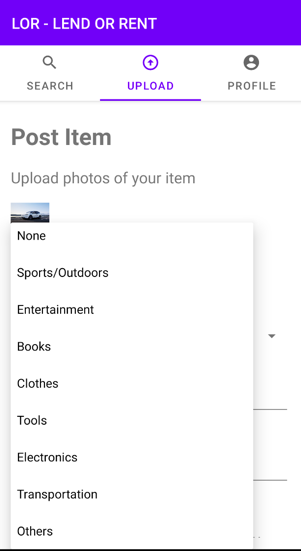 LOR - LEND OR RENT
SEARCH
UPLOAD
PROFILE
Post Item
Upload photos of your item
None
Sports/Outdoors
Entertainment
Books
Clothes
Tools
Electronics
Transportation
Others